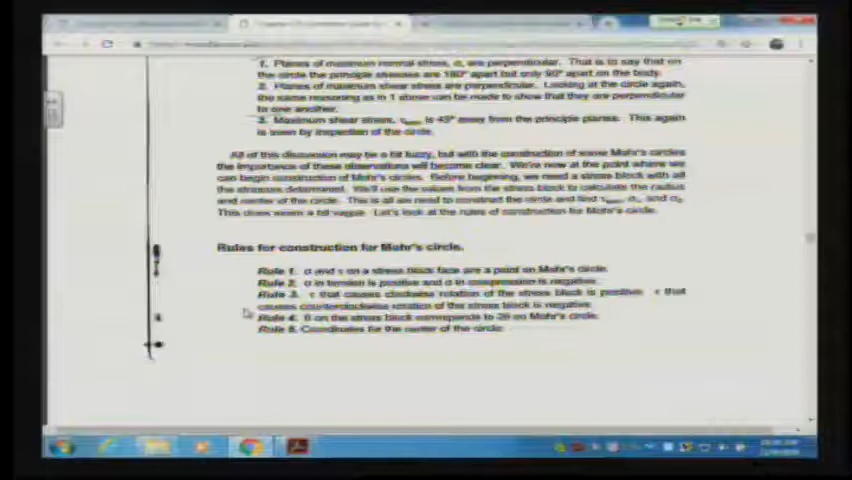 1. Planes of maximum normal stress, σ, are perpendicular. That is to say that on
the circle the principle stresses are 180° apart but only 90° apart on the body.
2. Planes of maximum shear stress are perpendicular. Looking at the circle again,
the same reasoning as in 1 above can be made to show that they are perpendicular
to one another.
3. Maximum shear stress, is 45° away from the principle planes. This again
is seen by inspection of the circle.
All of this discussion may be a bit fuzzy, but with the construction of some Mohr's circles
the importance of these observations will become clear. We're now at the point where we
can begin construction of Mohr's circles. Before beginning, we need a stress block with all
the stresses determined. We'll use the values from the stress block to calculate the radius
and center of the circle. This is all we need to construct the circle and find and
This does seem a bit vague. Let's look at the rules of construction for Mohr's circle.
Rules for construction for Mohr's circle.
Rule 1. σ and τ on a stress block face are a point on Mohr's circle.
Rule 2. σ in tension is positive and σ in compression is negative.
Rule 3. τ that causes clockwise rotation of the stress block is positive. τ that
causes counterclockwise rotation of the stress block is negative.
Rule 4. θ on the stress block corresponds to 2θ on Mohr's circle.
Rule 5. Coordinates for the center of the circle.